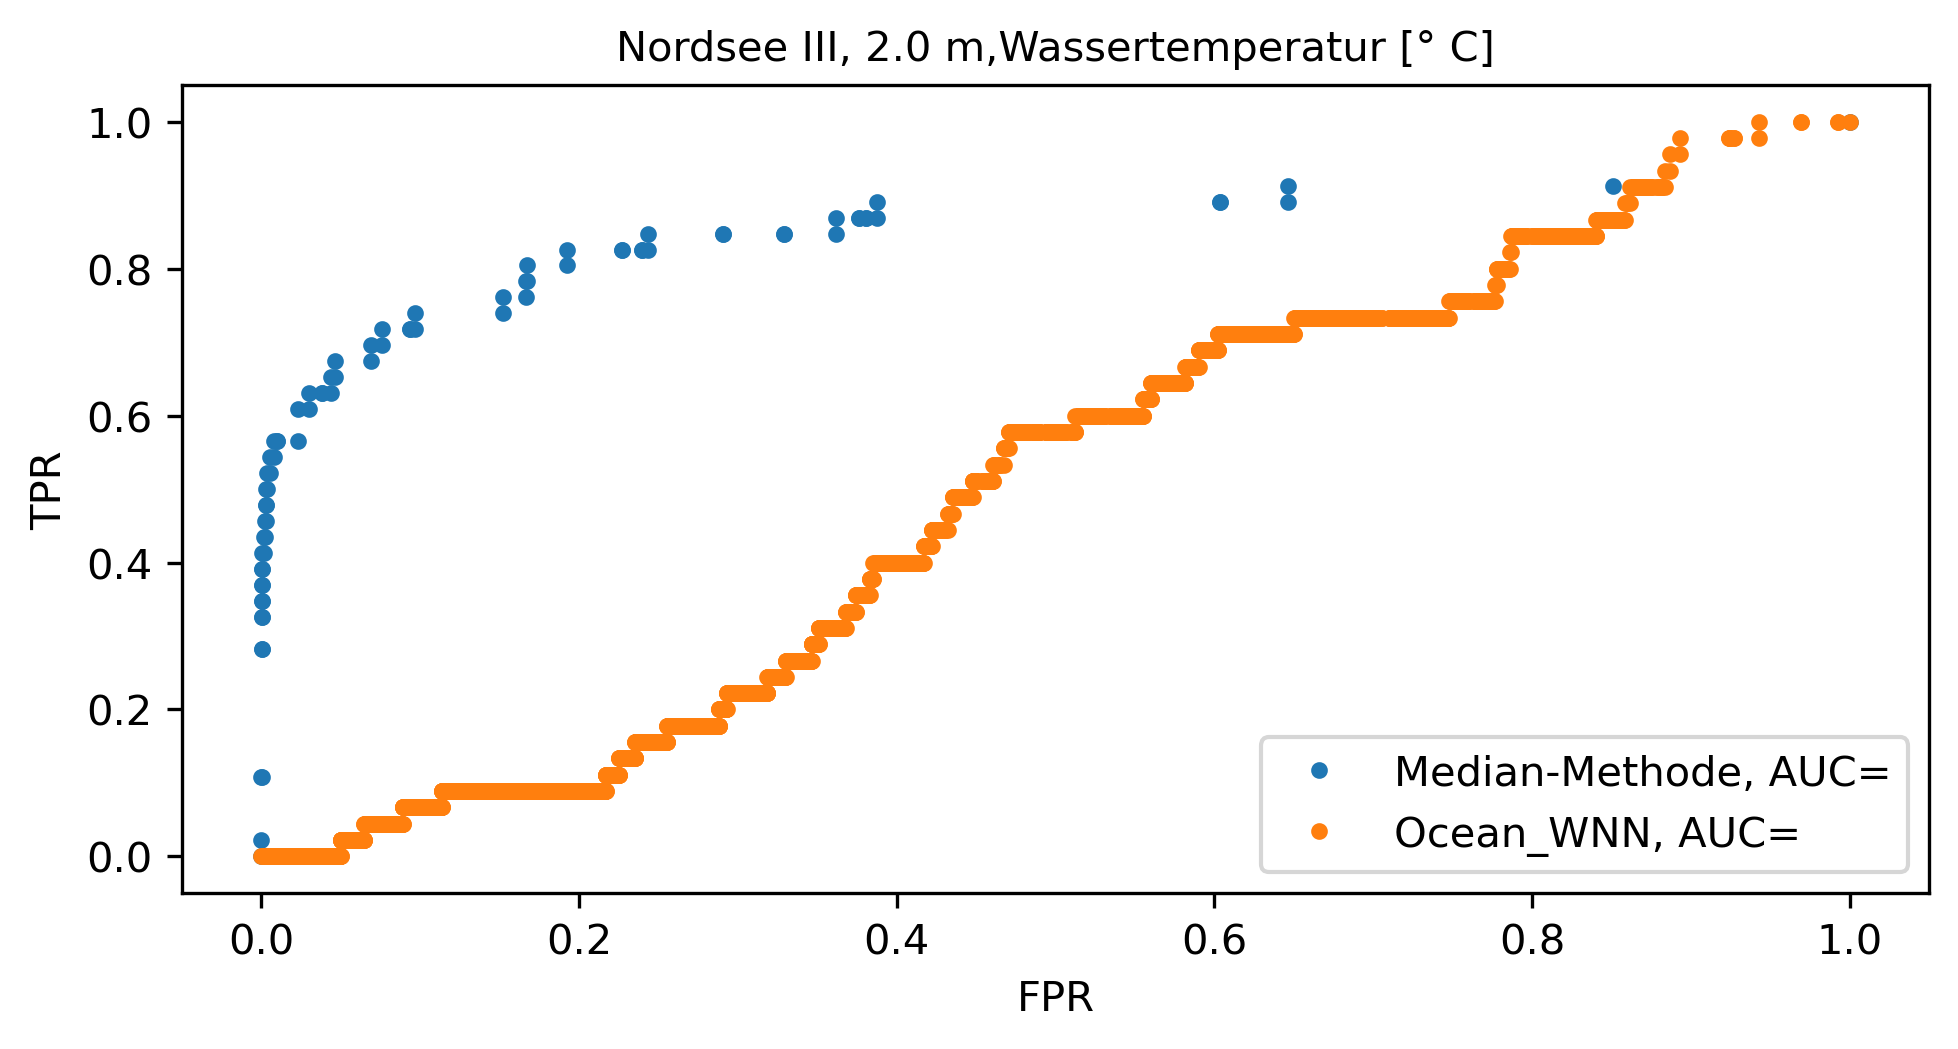 Nordsee III, 2.0 m,Wassertemperatur [° C]
1.0
0.8
0.6
0.4
0.2
0.0
TPR
Median-Methode, AUC=
Ocean_WNN, AUC=
0.0 0.2 0.4 0.6 0.8 1.0
FPR